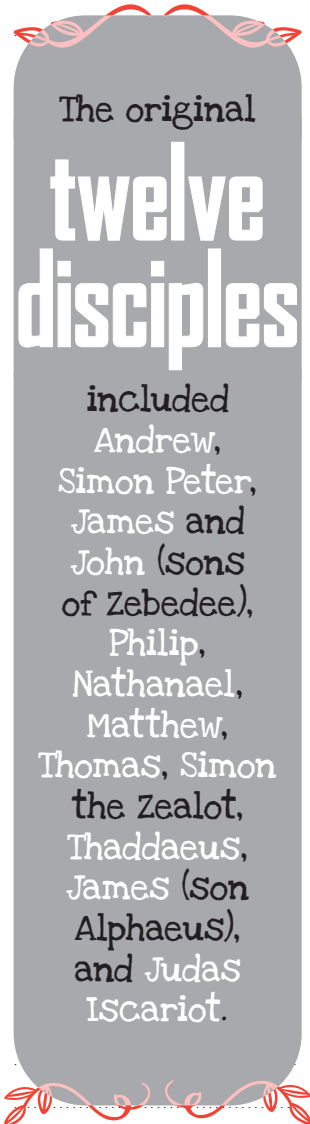 The original
twelve
disciples
included
Andrew,
Simon Peter,
James and
John (sons
of Zebedee),
Philip,
Nathanael,
Matthew,
Thomas, Simon
the Zealot,
Thaddaeus,
James (son
Alphaeus),
and Judas
Iscariot.